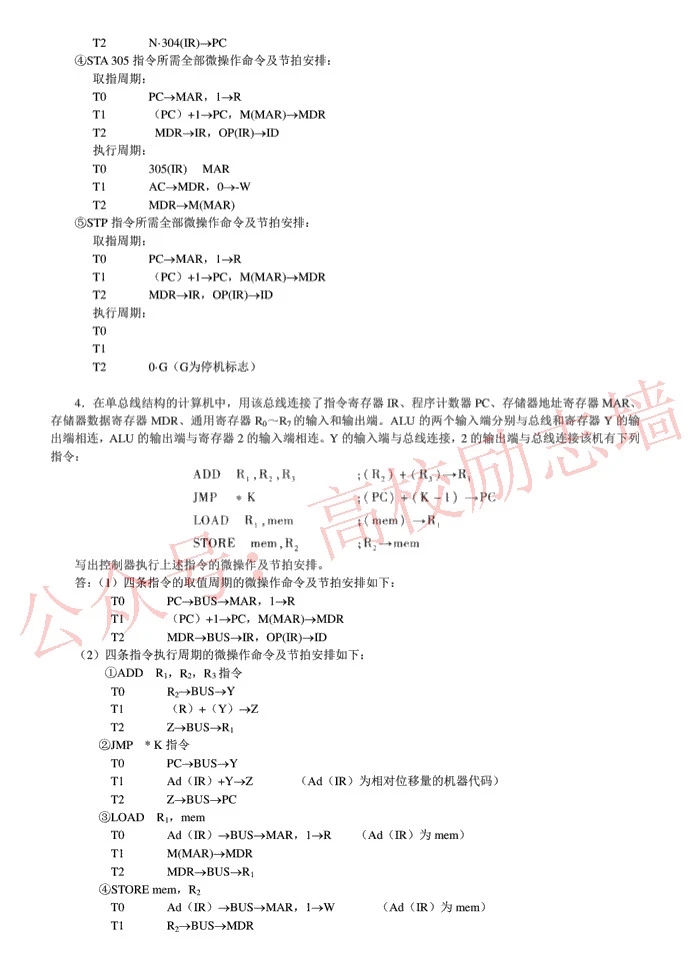 T2 N·304(IR)→PC
④STA 305 指令所需全部微操作命令及节拍安排：
取指周期：
T0 PC→MAR，1→R
T1 （PC）+1→PC，M(MAR)→MDR
T2 MDR→IR，OP(IR)→ID
执行周期：
T0 305(IR) MAR
T1 AC→MDR，0→-W
T2 MDR→M(MAR)
⑤STP 指令所需全部微操作命令及节拍安排：
取指周期：
T0 PC→MAR，1→R
T1 （PC）+1→PC，M(MAR)→MDR
T2 MDR→IR，OP(IR)→ID
执行周期：
T0
T1
T2 0·G（G为停机标志）
4．在单总线结构的计算机中，用该总线连接了指令寄存器 IR、程序计数器 PC、存储器地址寄存器 MAR、
存储器数据寄存器 MDR、通用寄存器 R₀～R₇ 的输入和输出端。ALU 的两个输入端分别与总线和寄存器 Y 的输
出端相连，ALU 的输出端与寄存器 2 的输入端相连。Y 的输入端与总线连接，2 的输出端与总线连接该机有下列
指令：
ADD R₁,R₂,R₃ ;(R₂)+(R₃)→R₁
JMP *K ;(PC)+(K-1)→PC
LOAD R₁,mem ;(mem)→R₁
STORE mem,R₂ ;R₂→mem
写出控制器执行上述指令的微操作及节拍安排。
答：（1）四条指令的取值周期的微操作命令及节拍安排如下：
T0 PC→BUS→MAR，1→R
T1 （PC）+1→PC，M(MAR)→MDR
T2 MDR→BUS→IR，OP(IR)→ID
（2）四条指令执行周期的微操作命令及节拍安排如下：
①ADD R₁，R₂，R₃ 指令
T0 R₂→BUS→Y
T1 （R）+（Y）→Z
T2 Z→BUS→R₁
②JMP * K 指令
T0 PC→BUS→Y
T1 Ad（IR）+Y→Z （Ad（IR）为相对位移量的机器代码）
T2 Z→BUS→PC
③LOAD R₁，mem
T0 Ad（IR）→BUS→MAR，1→R （Ad（IR）为 mem）
T1 M(MAR)→MDR
T2 MDR→BUS→R₁
④STORE mem，R₂
T0 Ad（IR）→BUS→MAR，1→W （Ad（IR）为 mem）
T1 R₂→BUS→MDR
公众号：高校励志墙